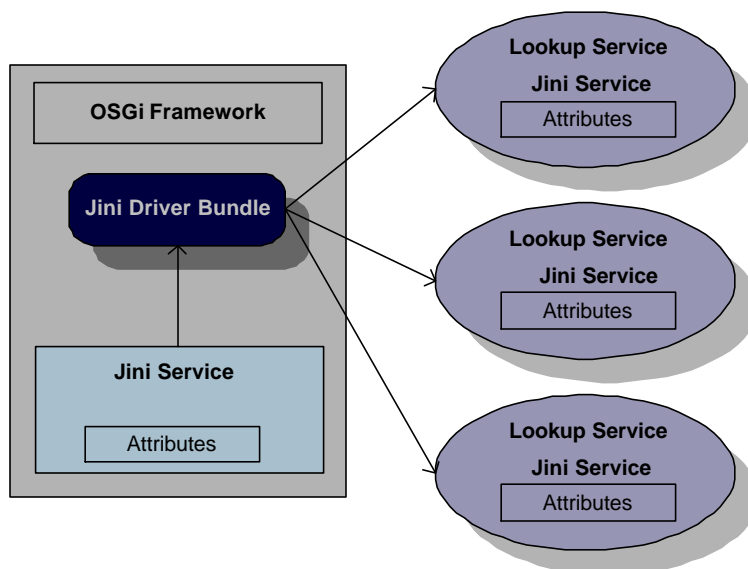 OSGi Framework
Jini Driver Bundle
Jini Service
Attributes
Lookup Service
Jini Service
Attributes
Lookup Service
Jini Service
Attributes
Lookup Service
Jini Service
Attributes